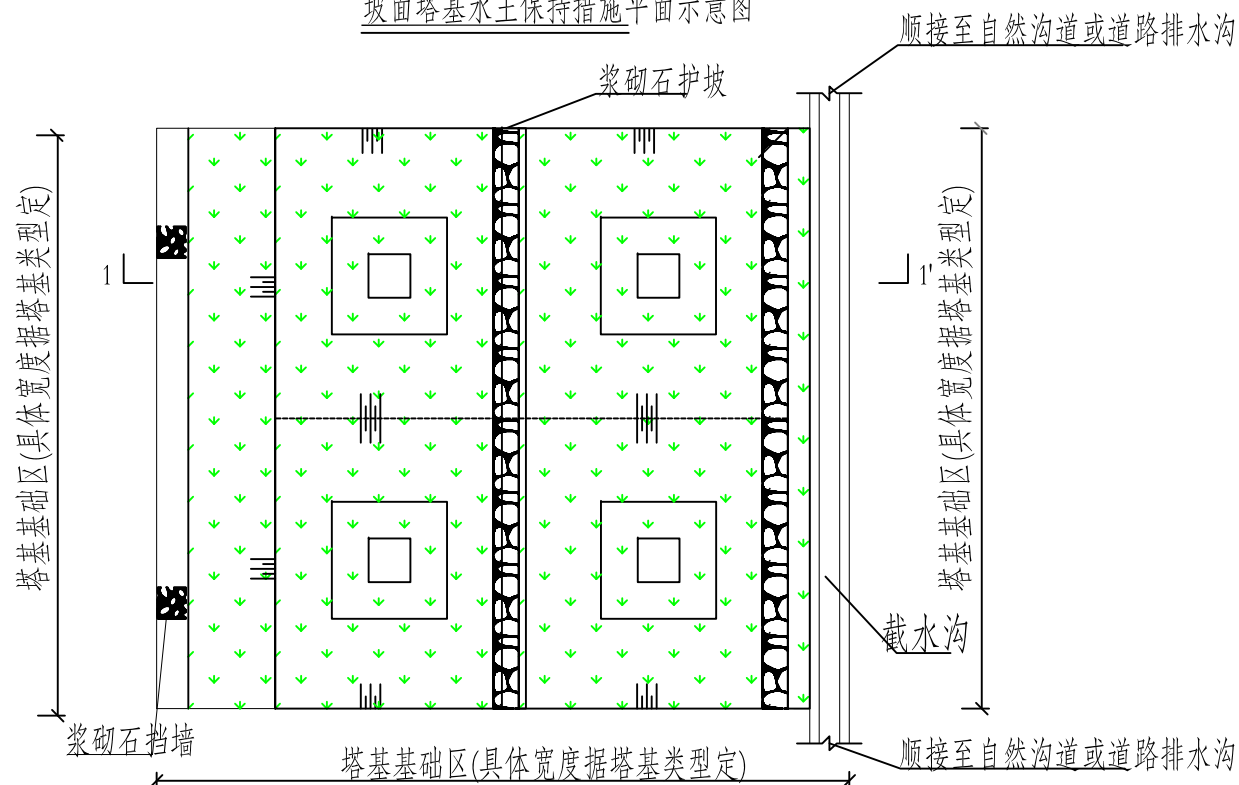 坡面塔基水土保持措施平面示意图
顺接至自然沟道或道路排水沟
浆砌石护坡
塔基基础区(具体宽度据塔基类型定)
1
1'
塔基基础区(具体宽度据塔基类型定)
截水沟
浆砌石挡墙
塔基基础区(具体宽度据塔基类型定)
顺接至自然沟道或道路排水沟